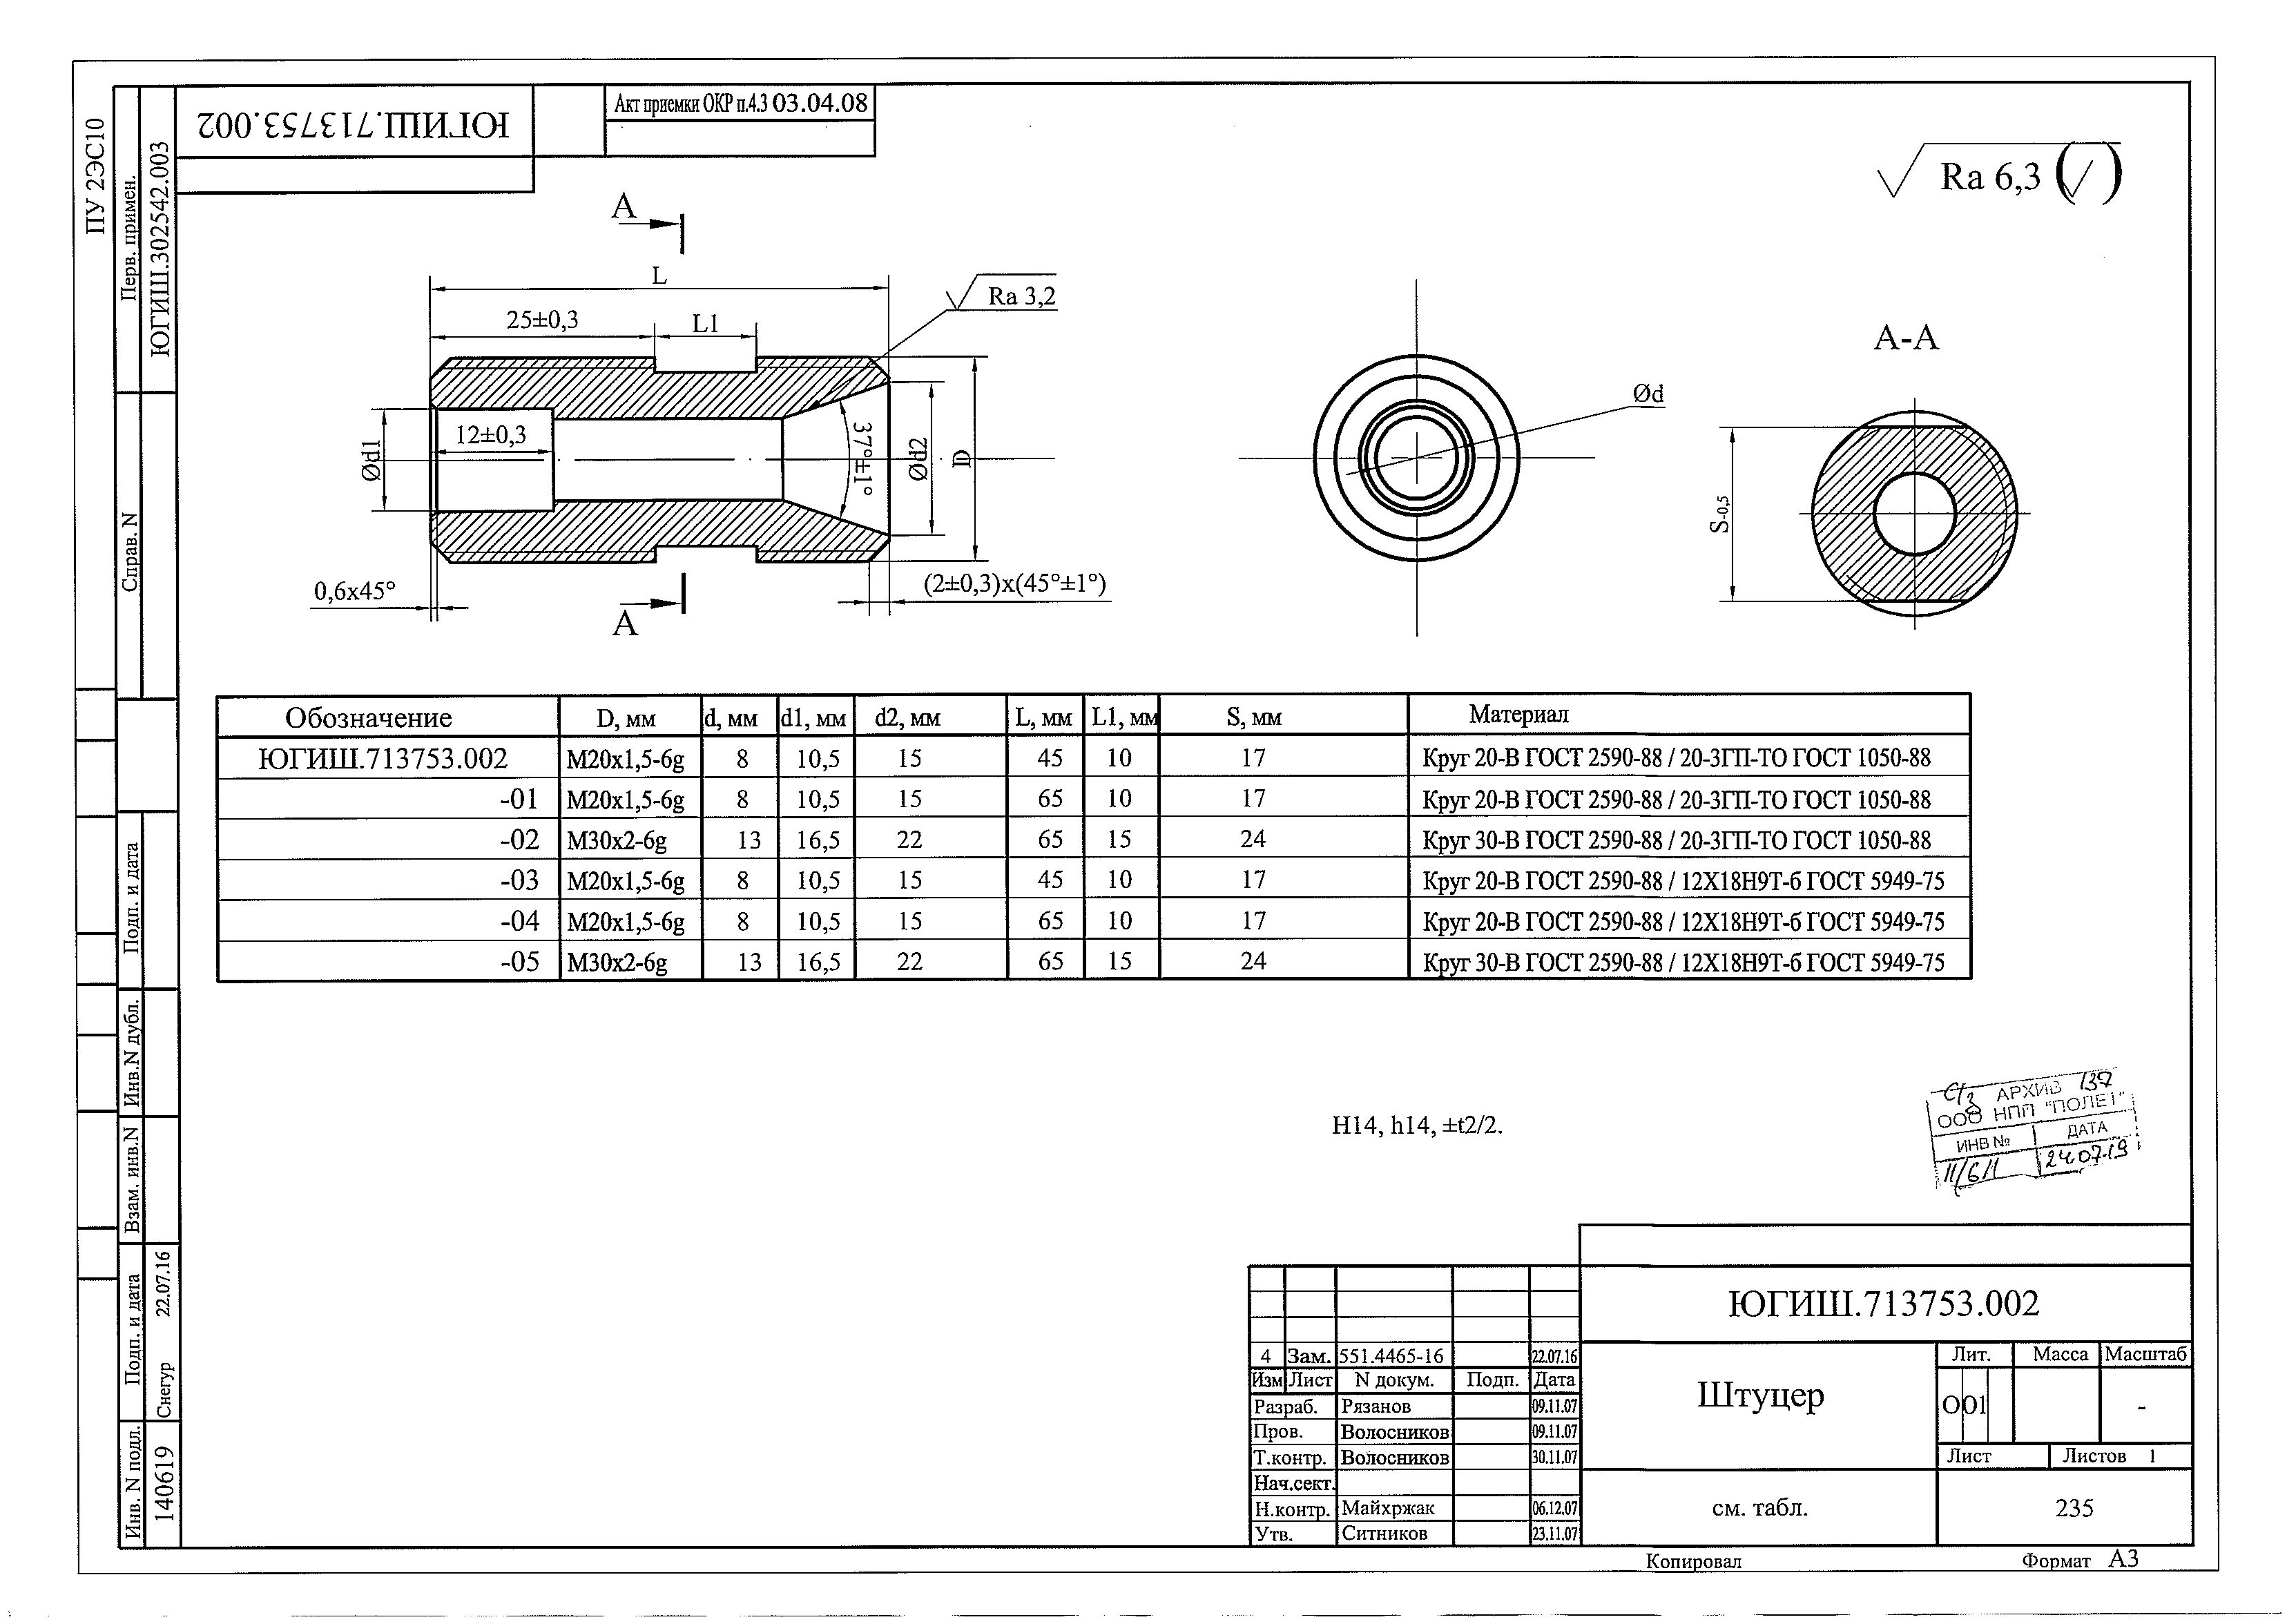 ПУ 2ЭС10
Перв. примен.
ЮГИШ.302542.003
Справ. N
Подп. и дата
Инв.N дубл.
Взам. инв.N
Подп. и дата
Снегур 22.07.16
Инв. N подл.
140619
ЮГИШ.713753.002
Акт приемки ОКР п.4.3 03.04.08
Ra 6,3 (✓)
А
L
25±0,3
L1
Ra 3,2
Ød1
12±0,3
37°±1°
Ød2
D
0,6x45°
(2±0,3)x(45°±1°)
А
Ød
А-А
S-0,5
Обозначение D, мм d, мм d1, мм d2, мм L, мм L1, мм S, мм Материал
ЮГИШ.713753.002 М20х1,5-6g 8 10,5 15 45 10 17 Круг 20-В ГОСТ 2590-88 / 20-3ГП-ТО ГОСТ 1050-88
-01 М20х1,5-6g 8 10,5 15 65 10 17 Круг 20-В ГОСТ 2590-88 / 20-3ГП-ТО ГОСТ 1050-88
-02 М30х2-6g 13 16,5 22 65 15 24 Круг 30-В ГОСТ 2590-88 / 20-3ГП-ТО ГОСТ 1050-88
-03 М20х1,5-6g 8 10,5 15 45 10 17 Круг 20-В ГОСТ 2590-88 / 12Х18Н9Т-б ГОСТ 5949-75
-04 М20х1,5-6g 8 10,5 15 65 10 17 Круг 20-В ГОСТ 2590-88 / 12Х18Н9Т-б ГОСТ 5949-75
-05 М30х2-6g 13 16,5 22 65 15 24 Круг 30-В ГОСТ 2590-88 / 12Х18Н9Т-б ГОСТ 5949-75
H14, h14, ±t2/2.
АРХИВ 137
ООО НПП "ПОЛЕТ"
ИНВ № ДАТА
11/611 24.07.19
ЮГИШ.713753.002
4 Зам. 551.4465-16 22.07.16
Изм Лист N докум. Подп. Дата
Разраб. Рязанов 09.11.07
Пров. Волосников 09.11.07
Т.контр. Волосников 30.11.07
Нач.сект.
Н.контр. Майхржак 06.12.07
Утв. Ситников 23.11.07
Штуцер
Лит. Масса Масштаб
О О1 -
Лист Листов 1
см. табл.
235
Копировал Формат А3